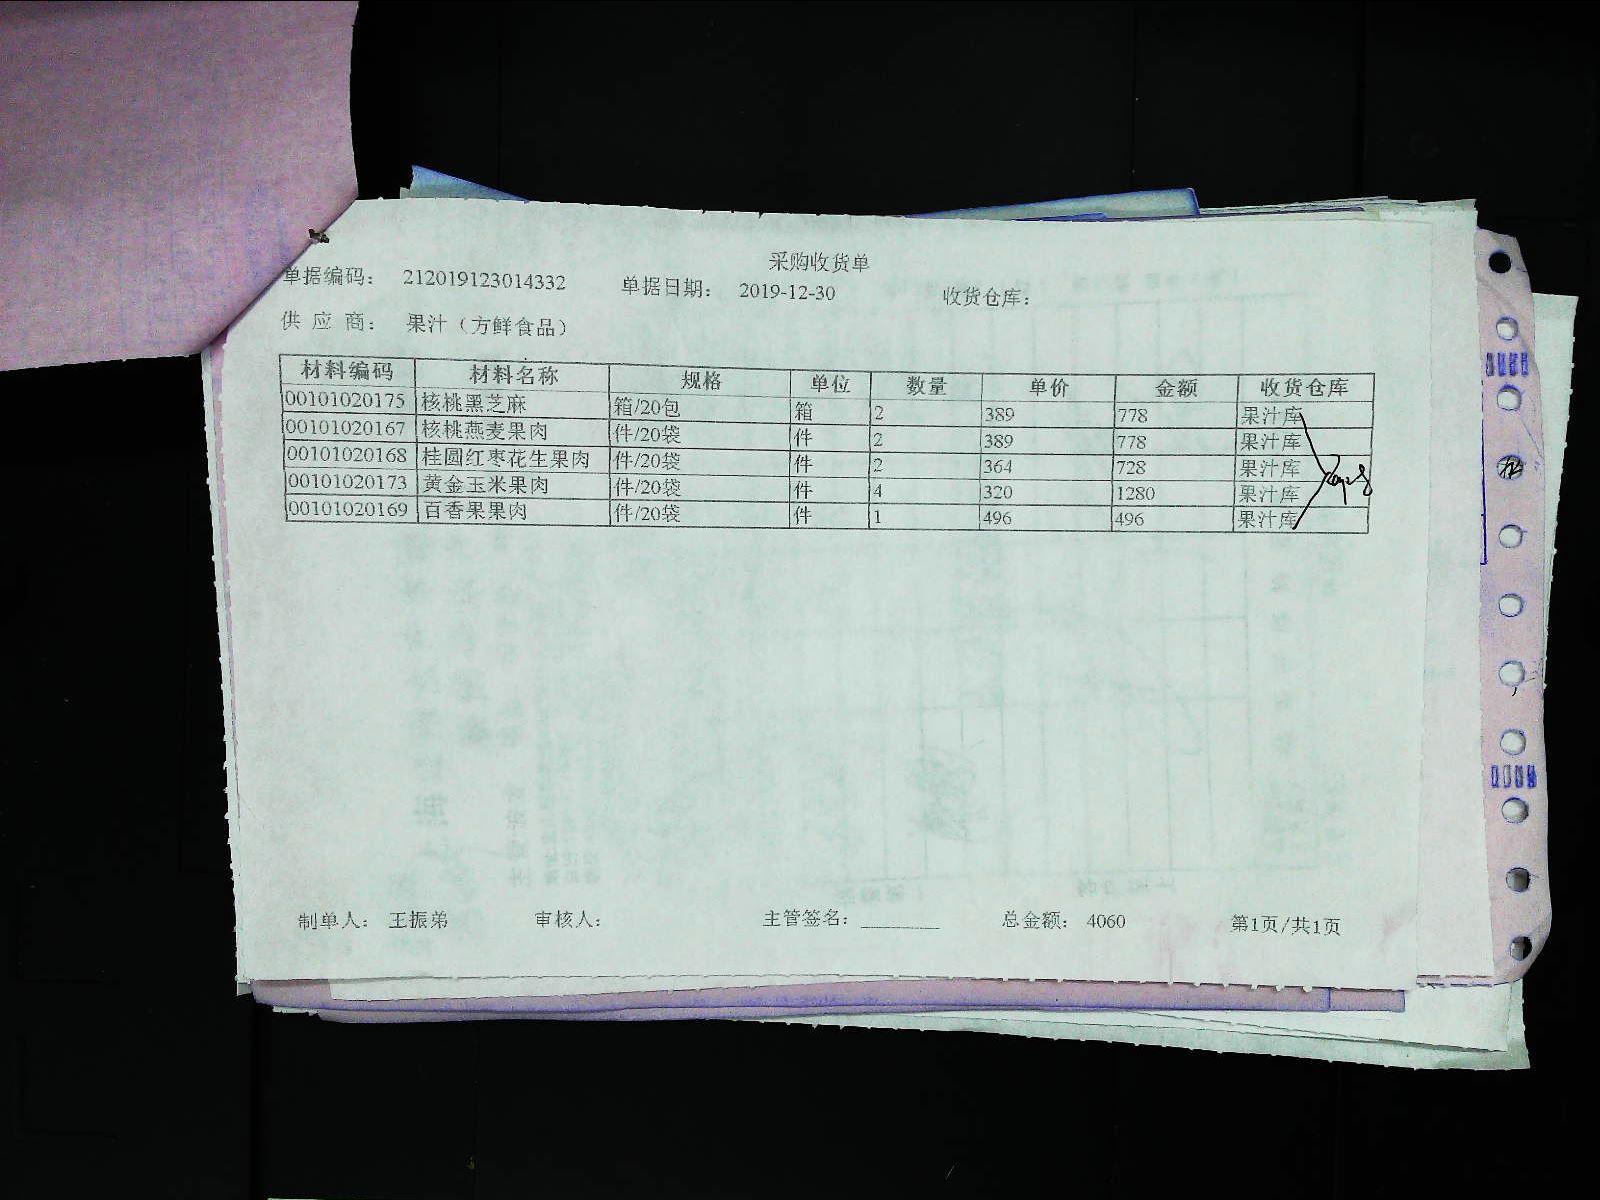 采购收货单
单据编码： 212019123014332 单据日期： 2019-12-30 收货仓库：
供 应 商： 果汁（方鲜食品）
材料编码 材料名称 规格 单位 数量 单价 金额 收货仓库
00101020175 核桃黑芝麻 箱/20包 箱 2 389 778 果汁库
00101020167 核桃燕麦果肉 件/20袋 件 2 389 778 果汁库
00101020168 桂圆红枣花生果肉 件/20袋 件 2 364 728 果汁库
00101020173 黄金玉米果肉 件/20袋 件 4 320 1280 果汁库
00101020169 百香果果肉 件/20袋 件 1 496 496 果汁库
制单人： 王振弟 审核人： 主管签名： 总金额： 4060 第1页/共1页